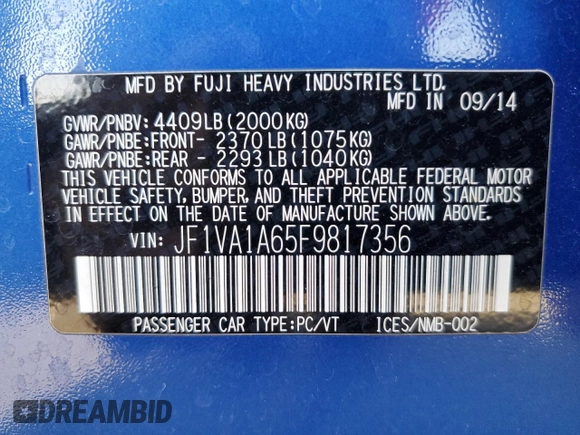 MFD BY FUJI HEAVY INDUSTRIES LTD.
MFD IN 09/14
GVWR/PNBV: 4409LB(2000KG)
GAWR/PNBE:FRONT- 2370LB(1075KG)
GAWR/PNBE:REAR - 2293LB(1040KG)
THIS VEHICLE CONFORMS TO ALL APPLICABLE FEDERAL MOTOR
VEHICLE SAFETY, BUMPER, AND THEFT PREVENTION STANDARDS
IN EFFECT ON THE DATE OF MANUFACTURE SHOWN ABOVE.
VIN: JF1VA1A65F9817356
PASSENGER CAR TYPE:PC/VT ICES/NMB-002
DREAMBID